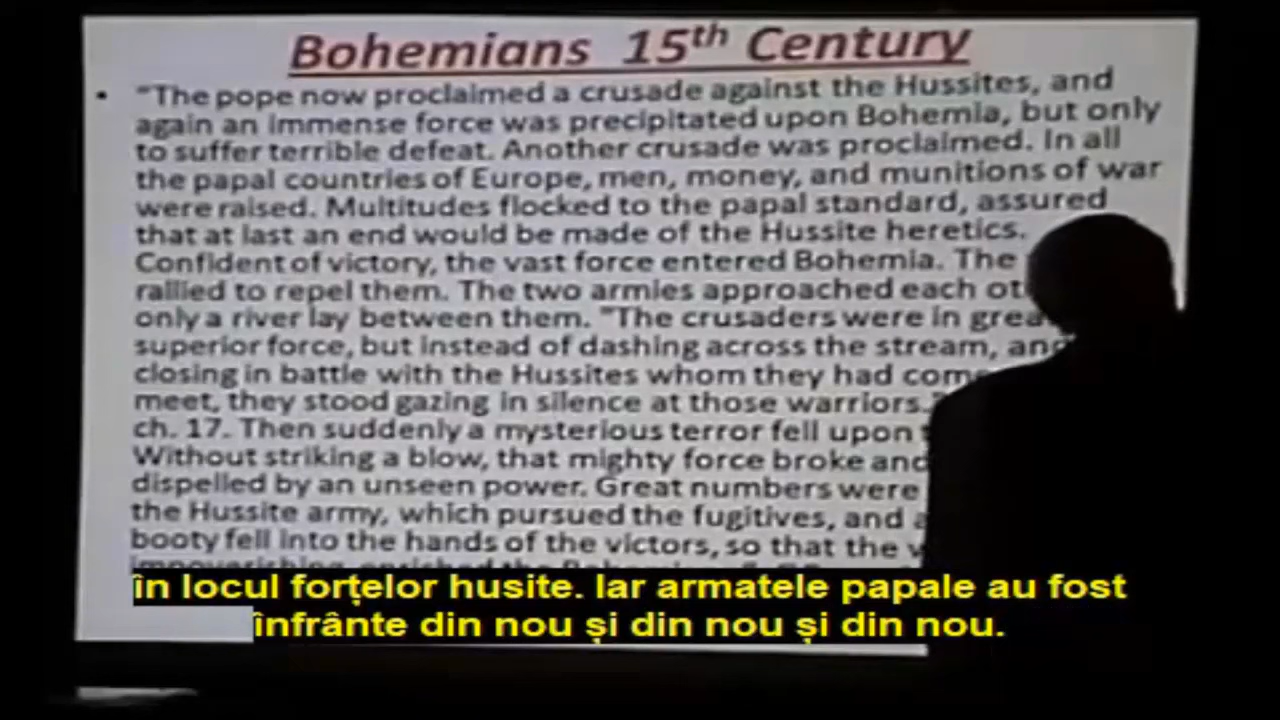 Bohemians 15th Century
• "The pope now proclaimed a crusade against the Hussites, and
again an immense force was precipitated upon Bohemia, but only
to suffer terrible defeat. Another crusade was proclaimed. In all
the papal countries of Europe, men, money, and munitions of war
were raised. Multitudes flocked to the papal standard, assured
that at last an end would be made of the Hussite heretics.
Confident of victory, the vast force entered Bohemia. The
rallied to repel them. The two armies approached each
only a river lay between them. "The crusaders were in
superior force, but instead of dashing across the stream, and
closing in battle with the Hussites whom they had
meet, they stood gazing in silence at those warriors.
ch. 17. Then suddenly a mysterious terror fell upon
Without striking a blow, that mighty force broke and
dispelled by an unseen power. Great numbers were
the Hussite army, which pursued the fugitives, and
booty fell into the hands of the victors, so that the
în locul forțelor husite. Iar armatele papale au fost
înfrânte din nou și din nou și din nou.